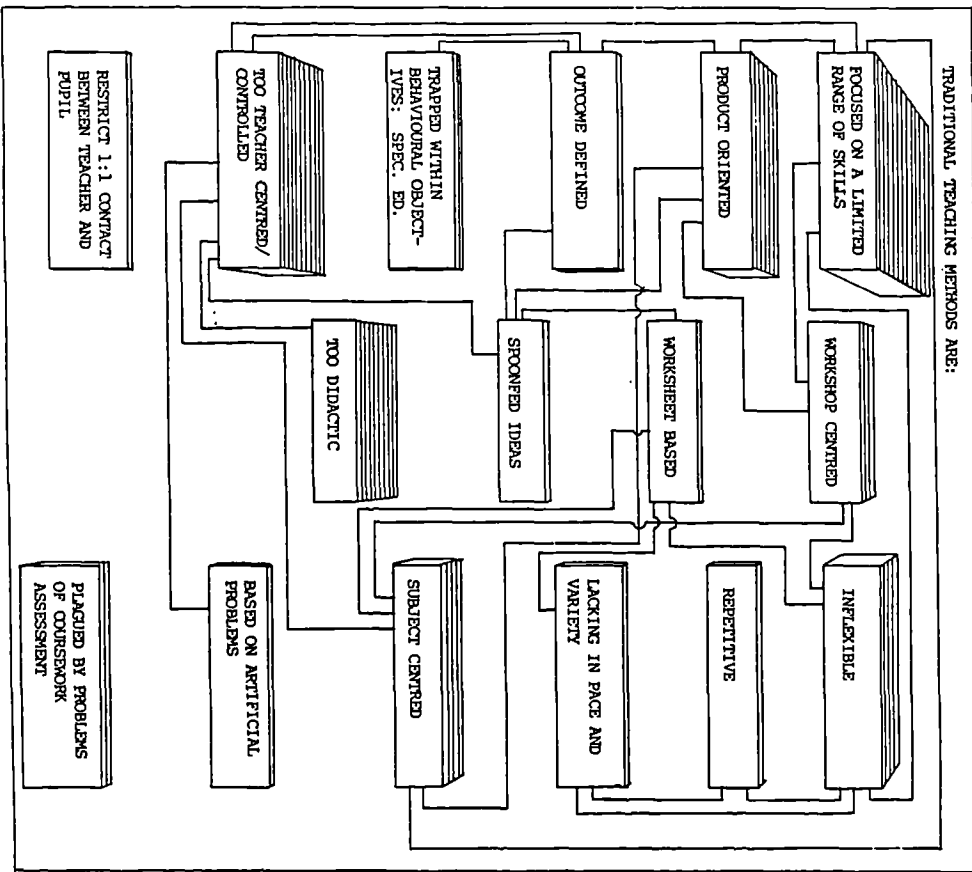 TRADITIONAL TEACHING METHODS ARE:
FOCUSED ON A LIMITED
RANGE OF SKILLS
WORKSHOP CENTRED
INFLEXIBLE
PRODUCT ORIENTED
WORKSHEET BASED
REPETITIVE
OUTCOME DEFINED
SPOONFED IDEAS
LACKING IN PACE AND
VARIETY
TRAPPED WITHIN
BEHAVIOURAL OBJECT-
IVES: SPEC. ED.
TOO DIDACTIC
SUBJECT CENTRED
TOO TEACHER CENTRED/
CONTROLLED
BASED ON ARTIFICIAL
PROBLEMS
RESTRICT 1:1 CONTACT
BETWEEN TEACHER AND
PUPIL
PLAGUED BY PROBLEMS
OF COURSEWORK
ASSESSMENT